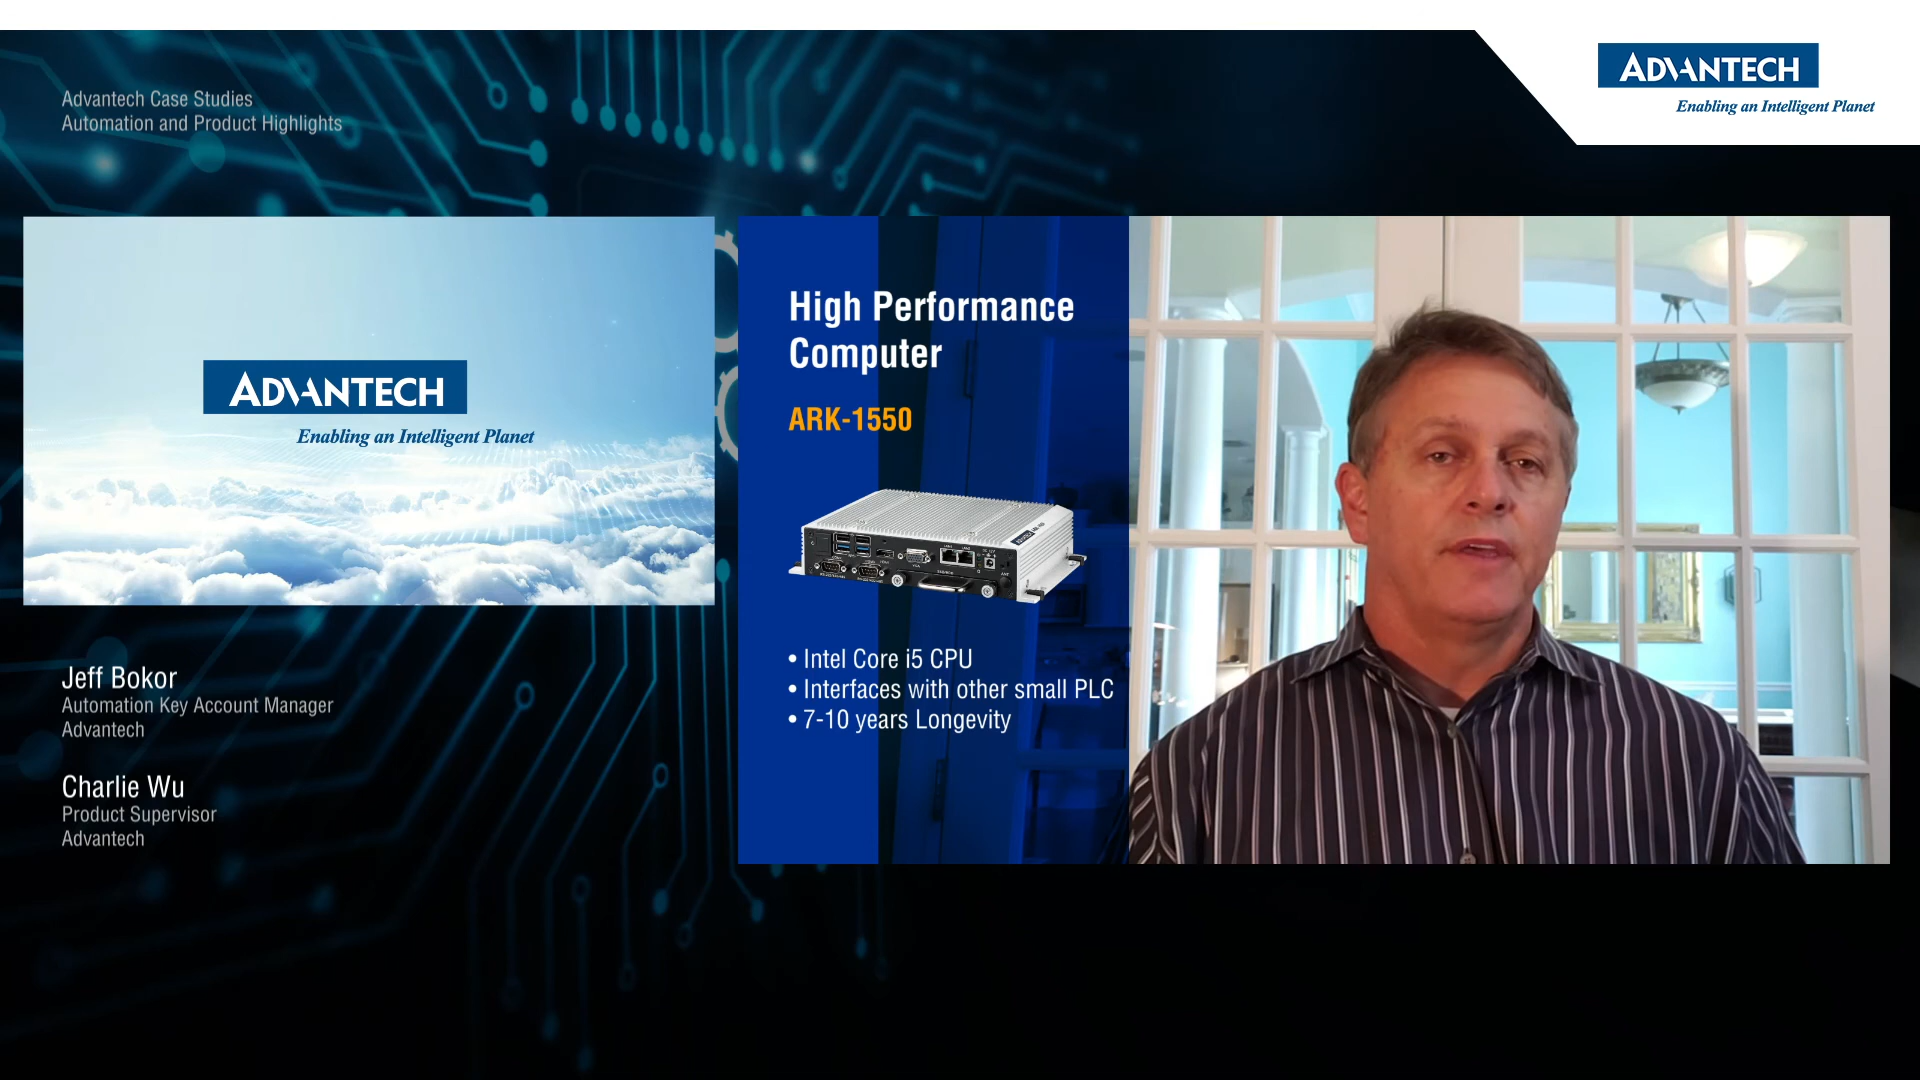 ADVANTECH
Enabling an Intelligent Planet
Advantech Case Studies
Automation and Product Highlights
ADVANTECH
Enabling an Intelligent Planet
High Performance
Computer
ARK-1550
• Intel Core i5 CPU
• Interfaces with other small PLC
• 7-10 years Longevity
Jeff Bokor
Automation Key Account Manager
Advantech
Charlie Wu
Product Supervisor
Advantech